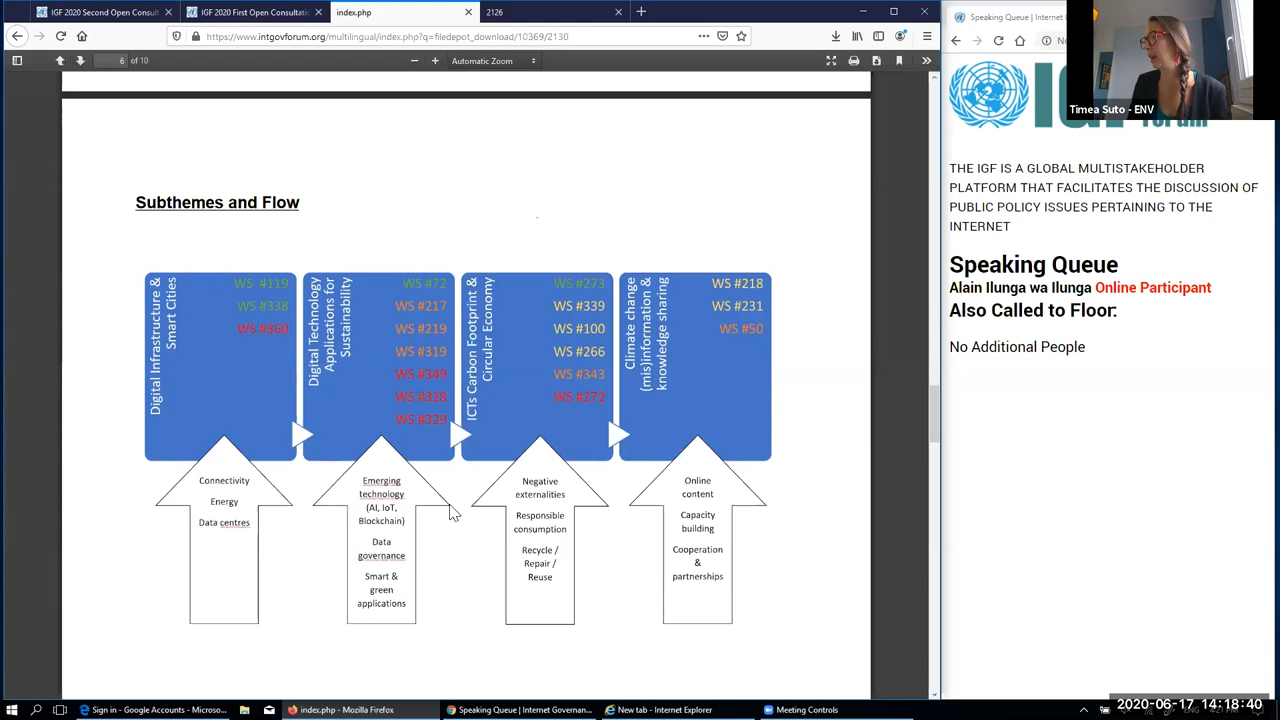 IGF 2020 Second Open Consult
IGF 2020 First Open Consultatio
index.php
2126
https://www.intgovforum.org/multilingual/index.php?q=filedepot_download/10369/2130
6 of 10
Automatic Zoom
Subthemes and Flow
Digital Infrastructure &
Smart Cities
WS #119
WS #338
WS #360
Digital Technology
Applications for
Sustainability
WS #72
WS #217
WS #219
WS #319
WS #349
WS #328
WS #329
ICTs Carbon Footprint &
Circular Economy
WS #273
WS #339
WS #100
WS #266
WS #343
WS #272
Climate change
(mis)information &
knowledge sharing
WS #218
WS #231
WS #50
Connectivity
Energy
Data centres
Emerging
technology
(AI, IoT,
Blockchain)
Data
governance
Smart &
green
applications
Negative
externalities
Responsible
consumption
Recycle /
Repair /
Reuse
Online
content
Capacity
building
Cooperation
&
partnerships
Speaking Queue | Internet G
Timea Suto - ENV
THE IGF IS A GLOBAL MULTISTAKEHOLDER
PLATFORM THAT FACILITATES THE DISCUSSION OF
PUBLIC POLICY ISSUES PERTAINING TO THE
INTERNET
Speaking Queue
Alain Ilunga wa Ilunga Online Participant
Also Called to Floor:
No Additional People
Sign in - Google Accounts - Microso...
index.php - Mozilla Firefox
Speaking Queue | Internet Governan...
New tab - Internet Explorer
Meeting Controls
2020-06-17 14:18:40